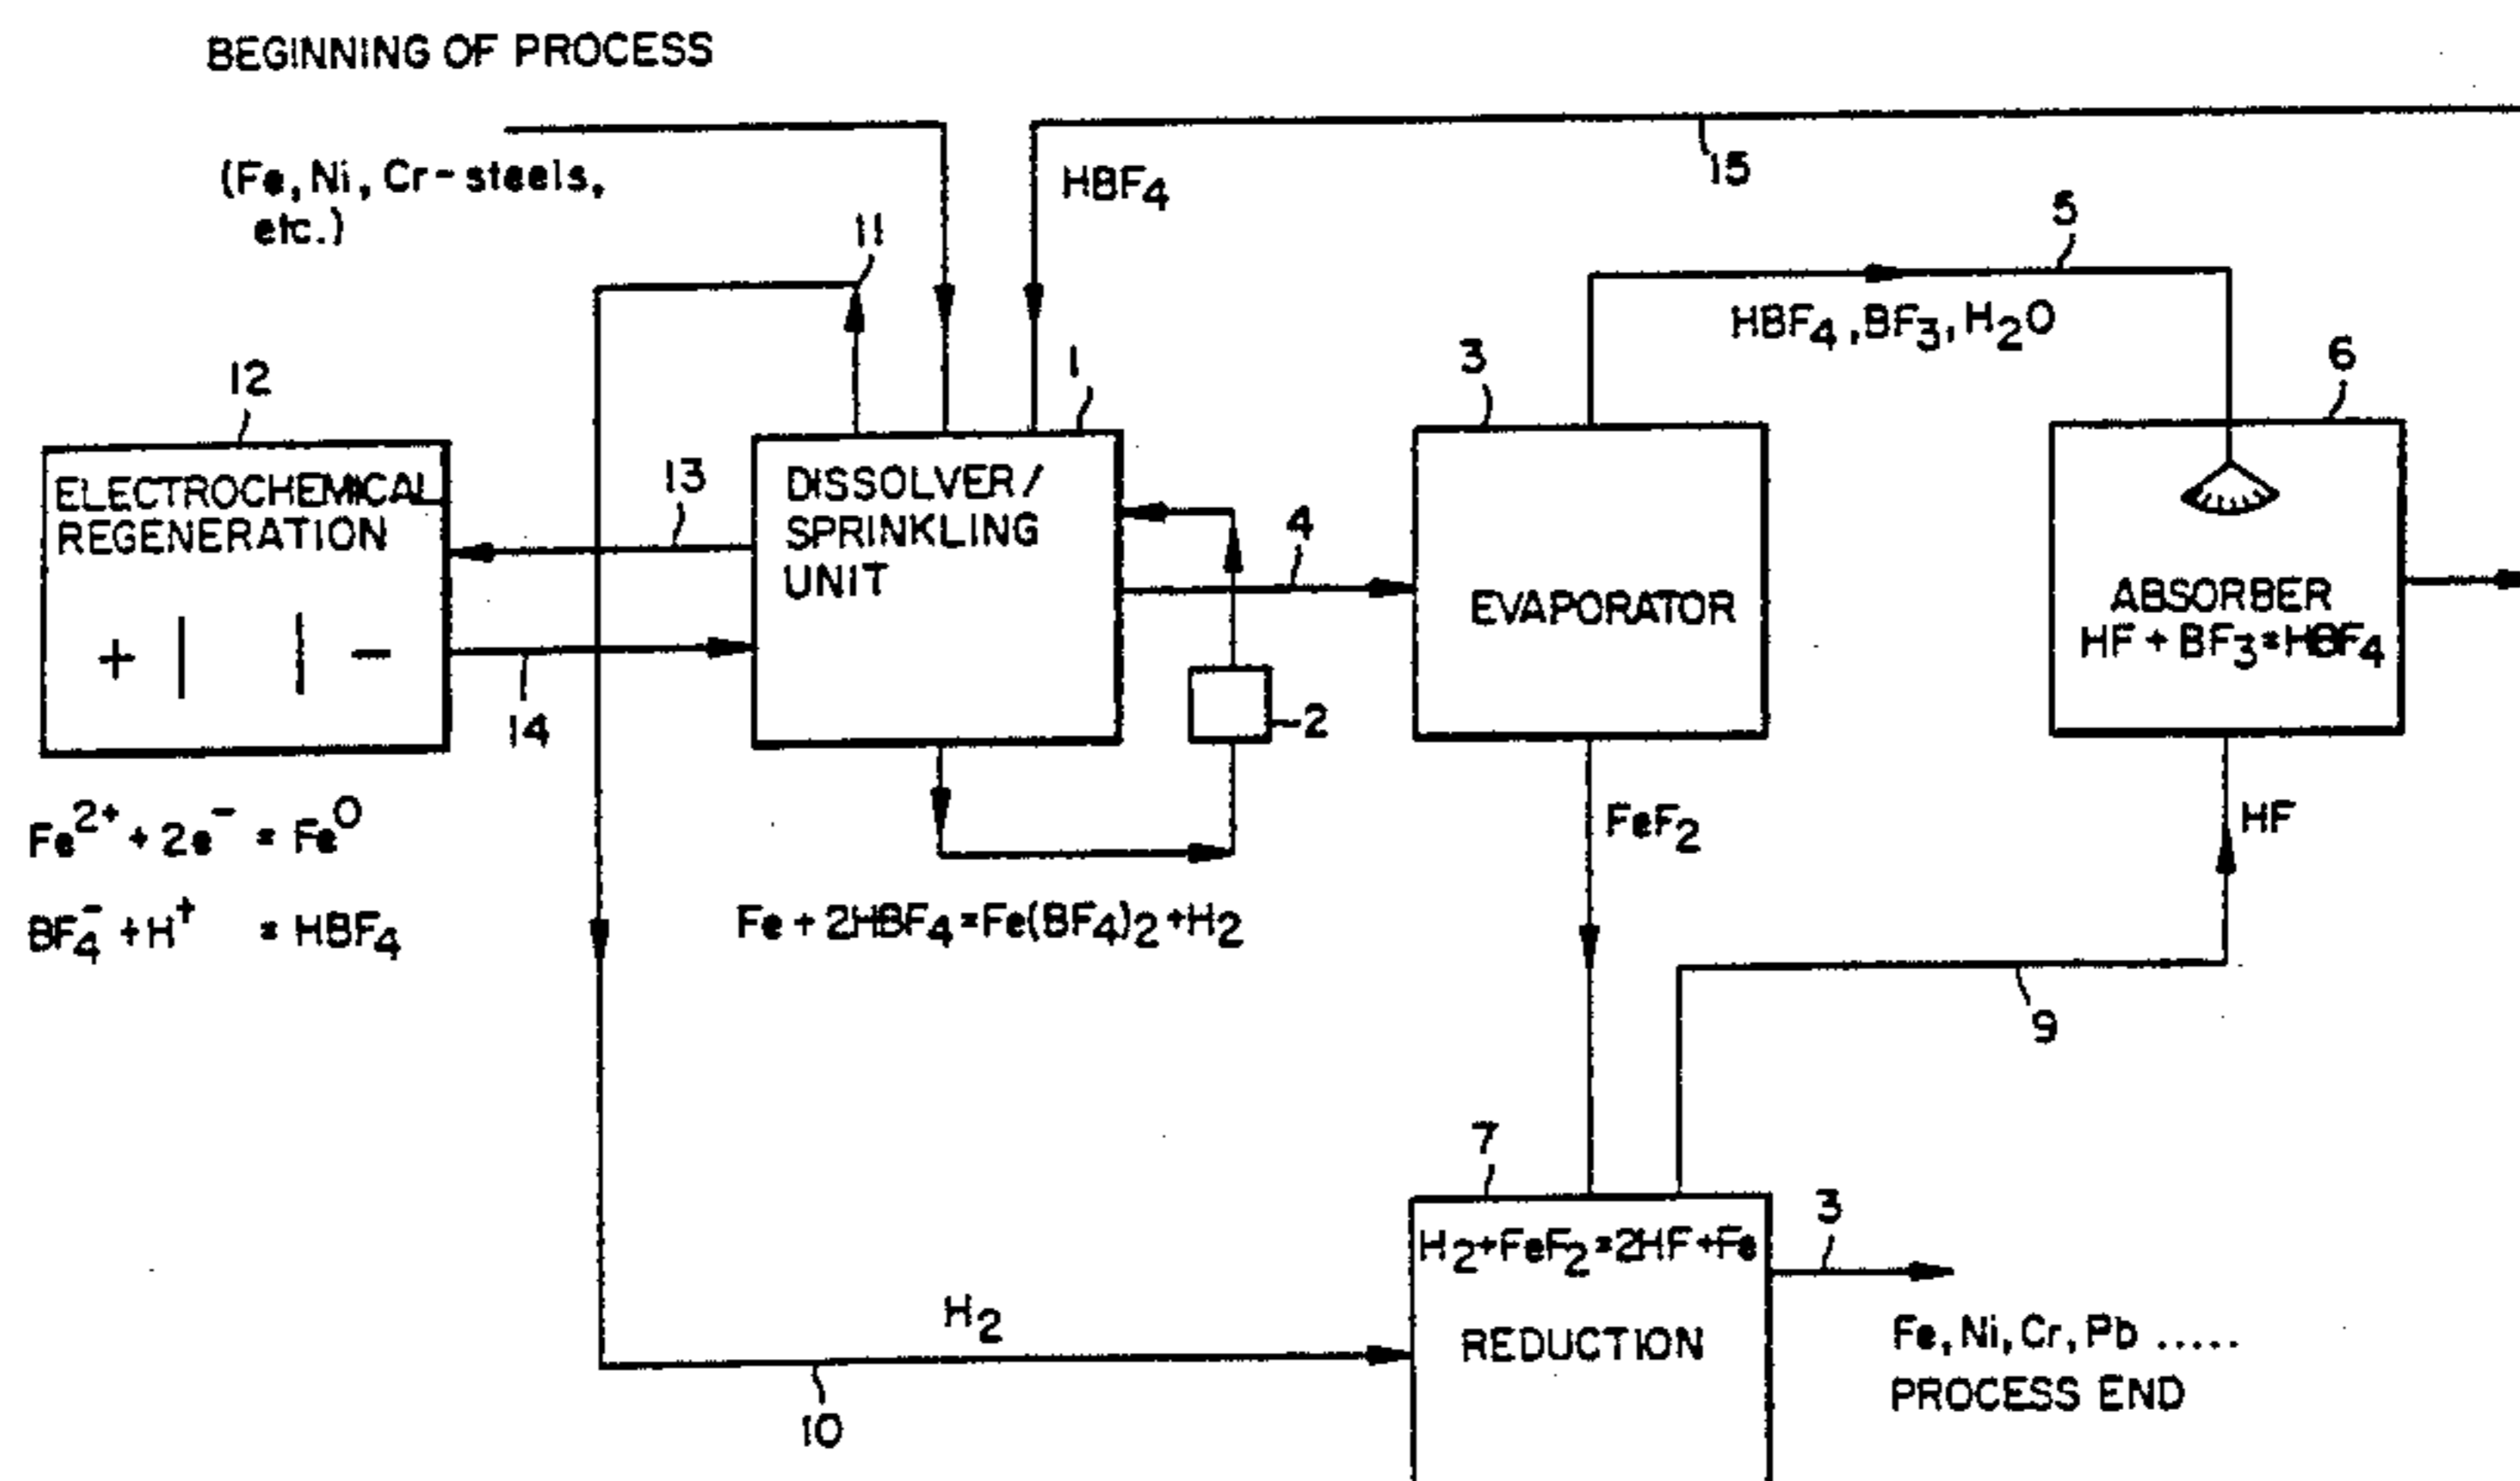 BEGINNING OF PROCESS
(Fe, Ni, Cr-steels,
etc.)
HBF4
15
11
5
HBF4, BF3, H2O
12
1
3
6
ELECTROCHEMICAL
REGENERATION
+ | | -
13
14
DISSOLVER/
SPRINKLING
UNIT
4
2
EVAPORATOR
ABSORBER
HF + BF3 = HBF4
Fe2+ + 2e- = Fe0
BF4- + H+ = HBF4
Fe + 2HBF4 = Fe(BF4)2 + H2
FeF2
HF
9
7
H2 + FeF2 = 2HF + Fe
REDUCTION
3
H2
10
Fe, Ni, Cr, Pb .....
PROCESS END